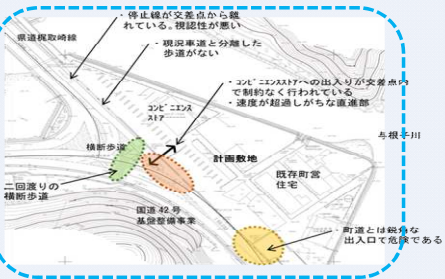 ・停止線が交差点から離
れている。視認性が悪い
県道梶取崎線
・現況車道と分離した
歩道がない
・コンビニエンスストアへの出入りが交差点内
で制約なく行われている
・速度が超過しがちな直進部
コンビニエンス
ストア
与根子川
横断歩道
計画敷地
既存町営
住宅
二回渡りの
横断歩道
国道42号
基盤整備事業
・町道とは鋭角な
出入口で危険である